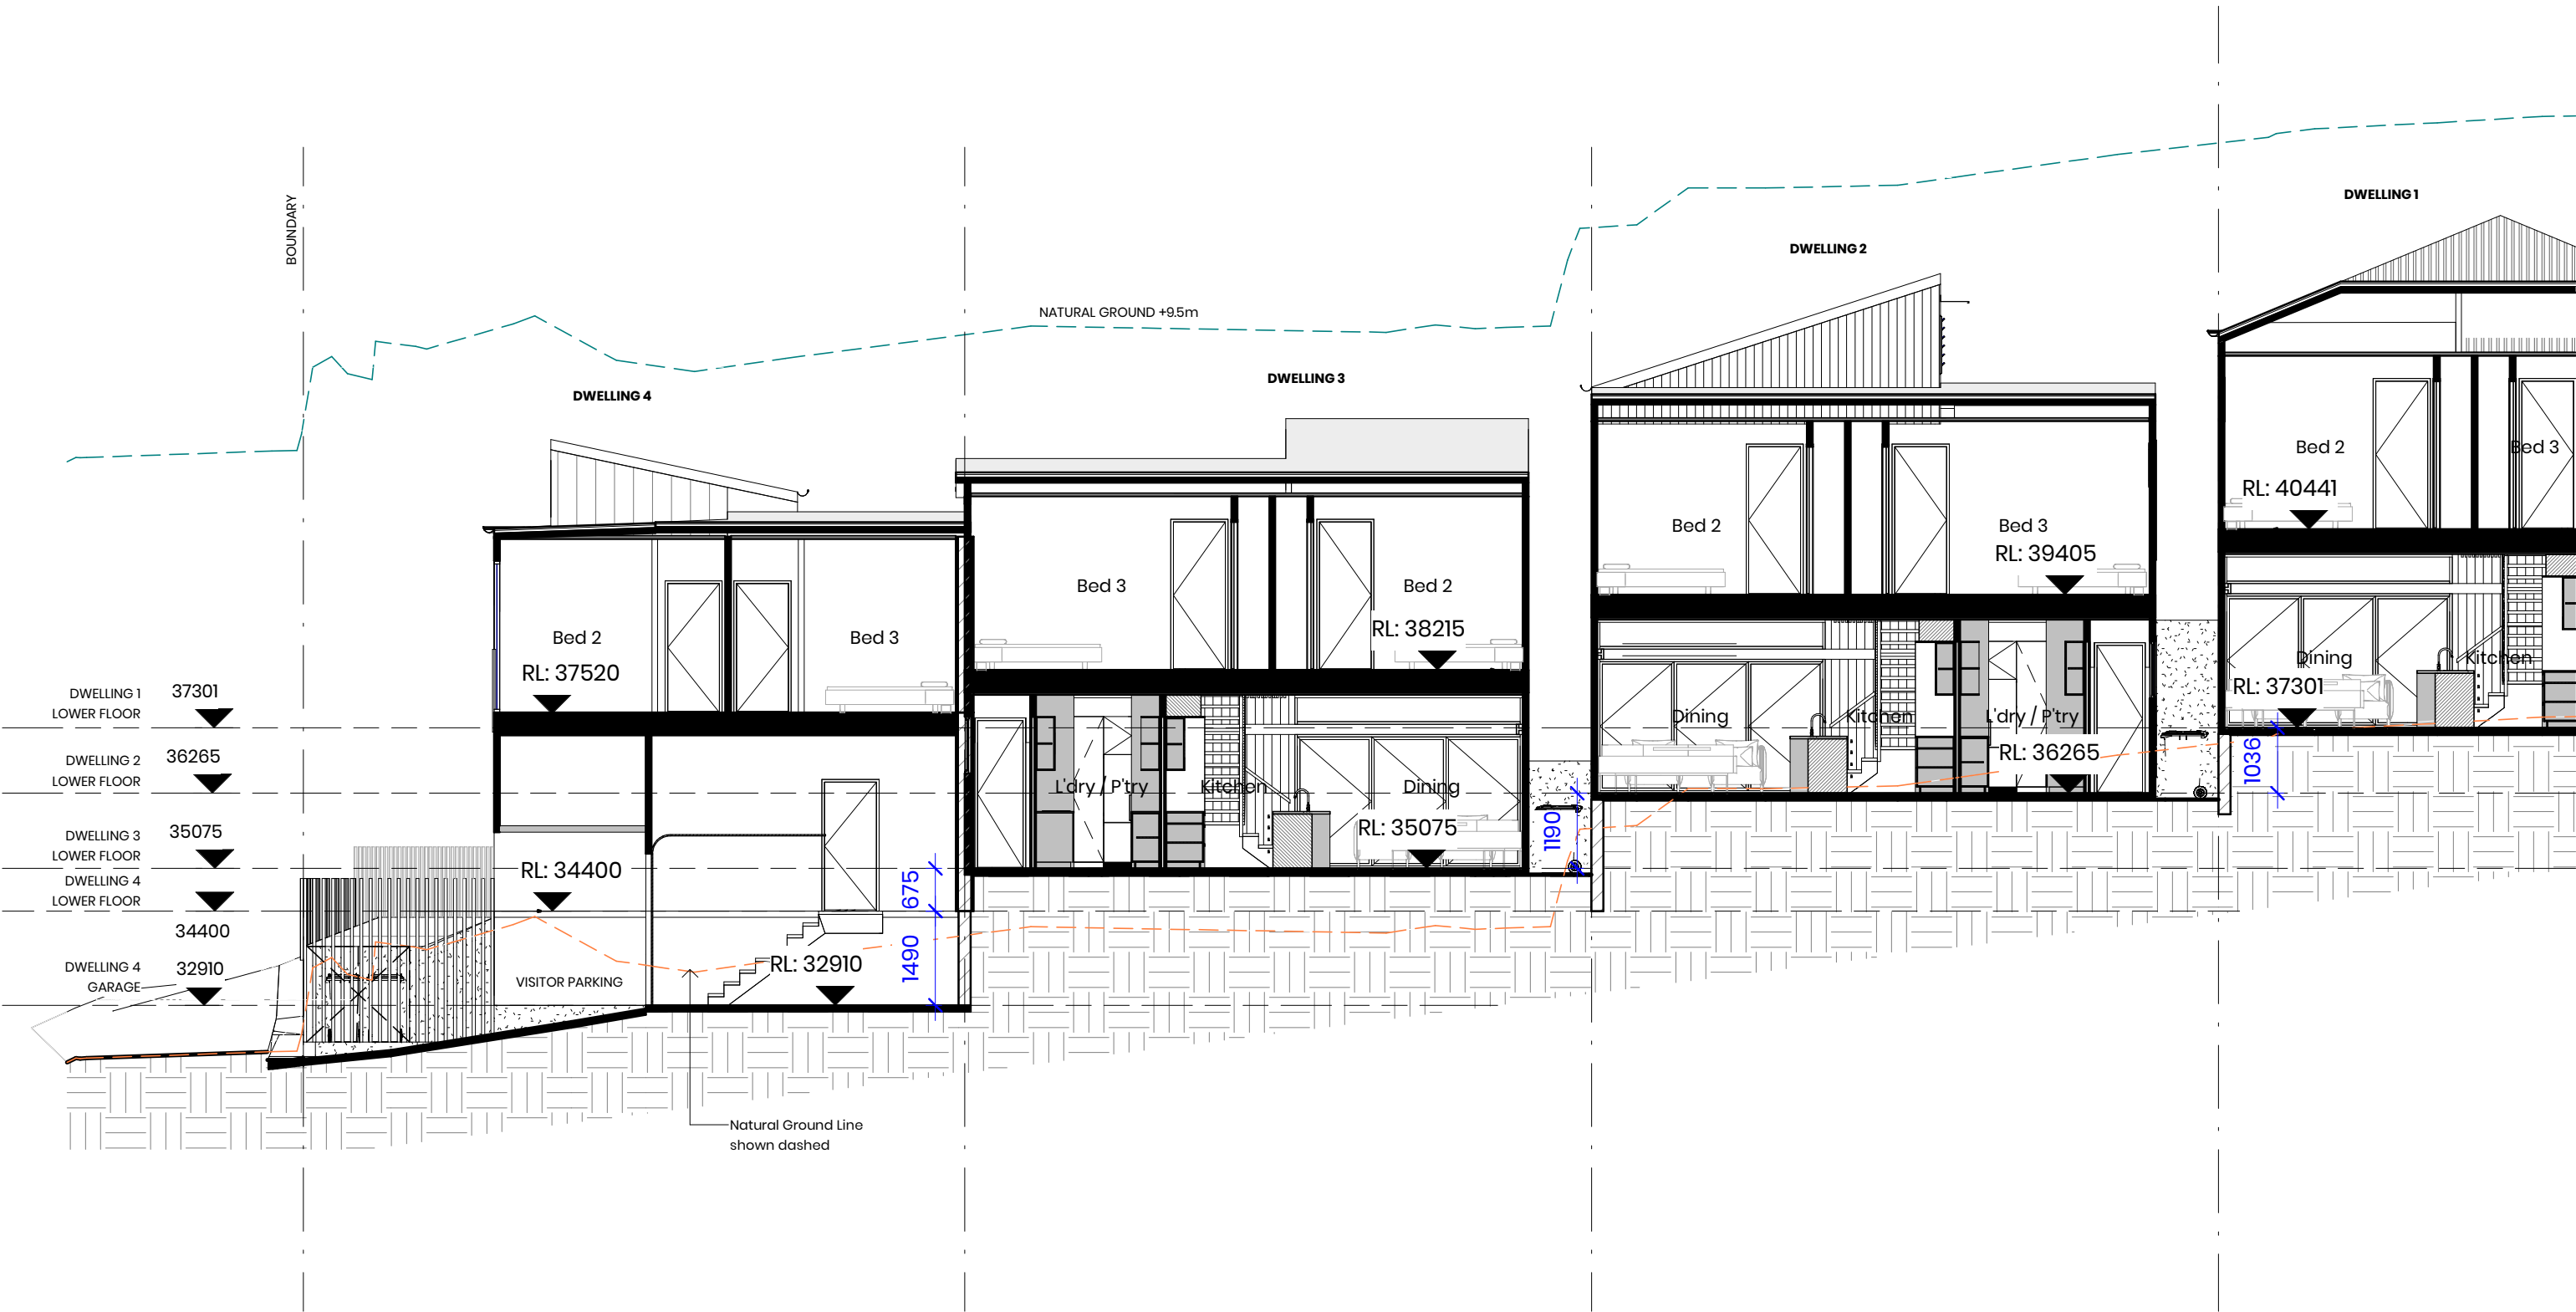 BOUNDARY
DWELLING 1
DWELLING 2
NATURAL GROUND +9.5m
DWELLING 3
DWELLING 4
Bed 2
Bed 3
RL: 40441
Bed 2
Bed 3
RL: 39405
Bed 3
Bed 2
RL: 38215
Bed 2
Bed 3
RL: 37520
Dining
Kitchen
RL: 37301
1036
Dining
Kitchen
L'dry / P'try
RL: 36265
1190
L'dry / P'try
Kitchen
Dining
RL: 35075
675
1490
RL: 34400
RL: 32910
VISITOR PARKING
DWELLING 1
LOWER FLOOR
37301
DWELLING 2
LOWER FLOOR
36265
DWELLING 3
LOWER FLOOR
35075
DWELLING 4
LOWER FLOOR
34400
DWELLING 4
GARAGE
32910
Natural Ground Line
shown dashed